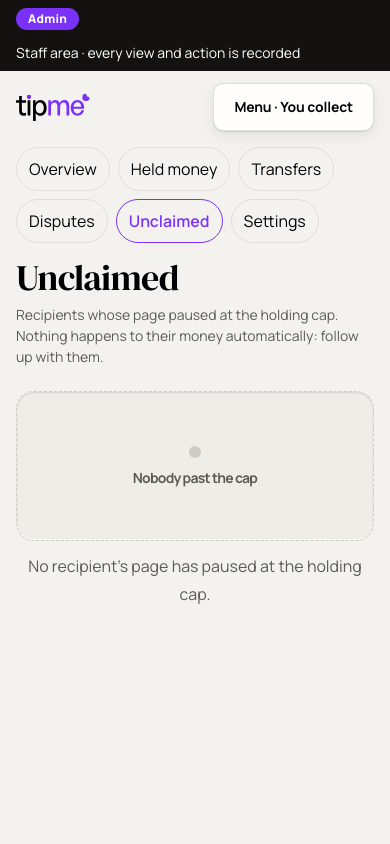 Admin
Staff area · every view and action is recorded
tipme
Menu · You collect
Overview
Held money
Transfers
Disputes
Unclaimed
Settings
Unclaimed
Recipients whose page paused at the holding cap.
Nothing happens to their money automatically: follow
up with them.
Nobody past the cap
No recipient's page has paused at the holding
cap.